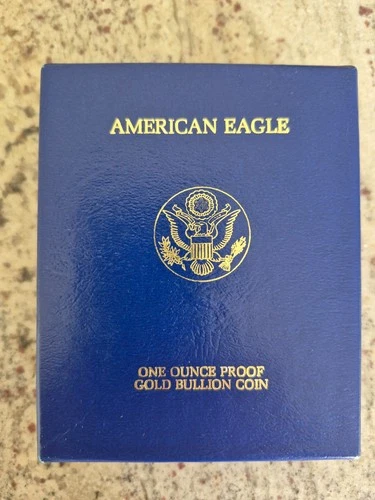 AMERICAN EAGLE
ONE OUNCE PROOF
GOLD BULLION COIN